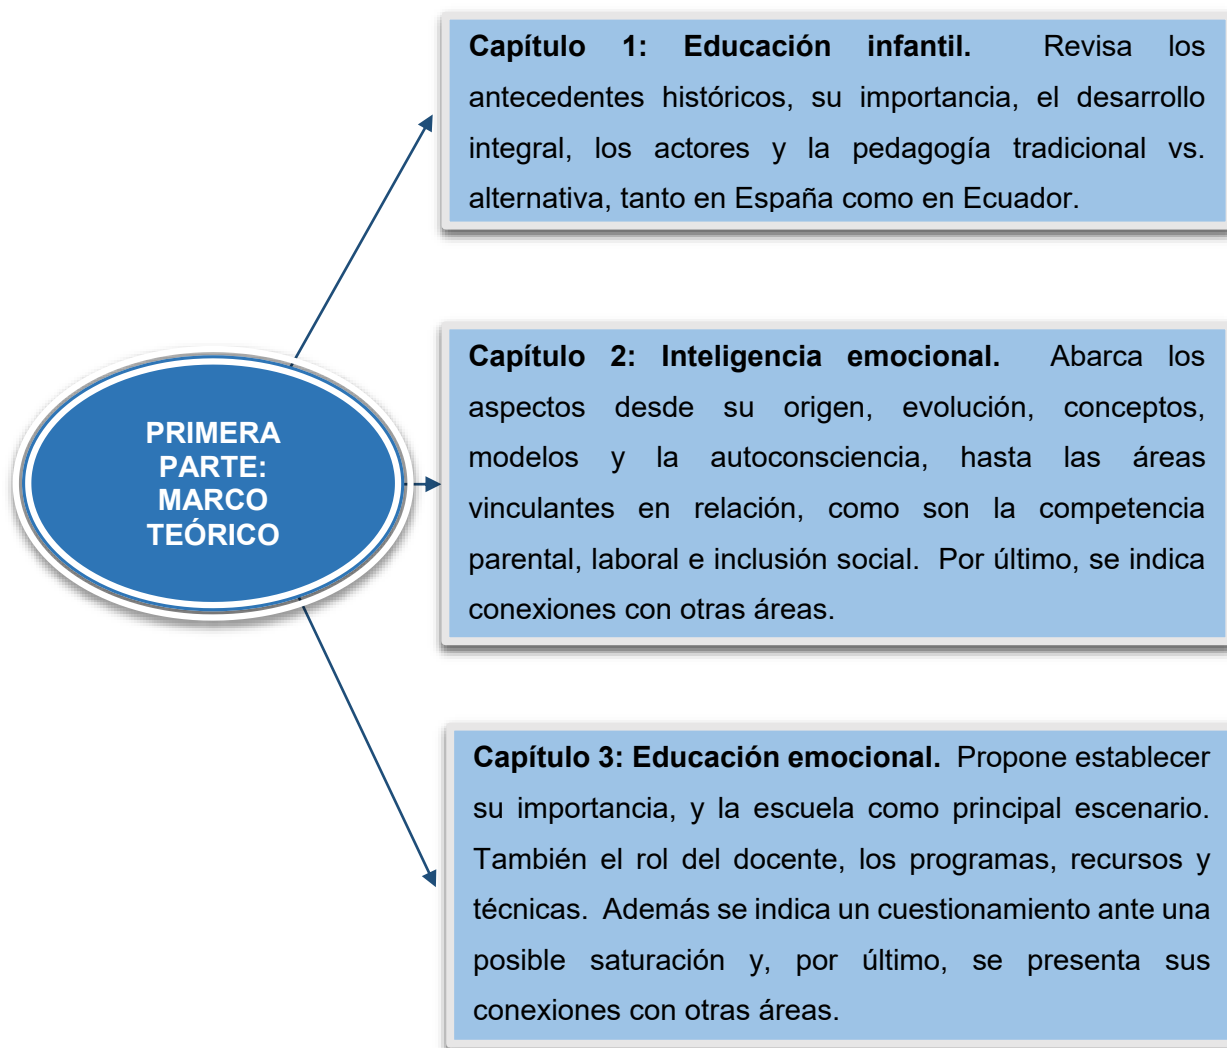 Capítulo 1: Educación infantil. Revisa los
antecedentes históricos, su importancia, el desarrollo
integral, los actores y la pedagogía tradicional vs.
alternativa, tanto en España como en Ecuador.
PRIMERA
PARTE:
MARCO
TEÓRICO
Capítulo 2: Inteligencia emocional. Abarca los
aspectos desde su origen, evolución, conceptos,
modelos y la autoconsciencia, hasta las áreas
vinculantes en relación, como son la competencia
parental, laboral e inclusión social. Por último, se indica
conexiones con otras áreas.
Capítulo 3: Educación emocional. Propone establecer
su importancia, y la escuela como principal escenario.
También el rol del docente, los programas, recursos y
técnicas. Además se indica un cuestionamiento ante una
posible saturación y, por último, se presenta sus
conexiones con otras áreas.